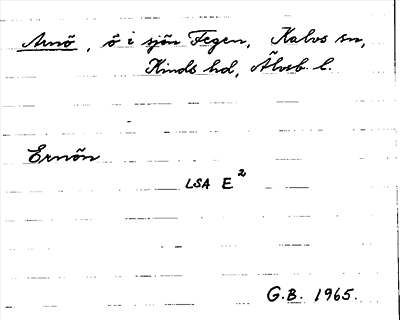 Arnö, ö i sjön Fegen, Kalvs sn,
Kinds hd, Älvsb. l.
Ernön
LSA E²
G.B. 1965.